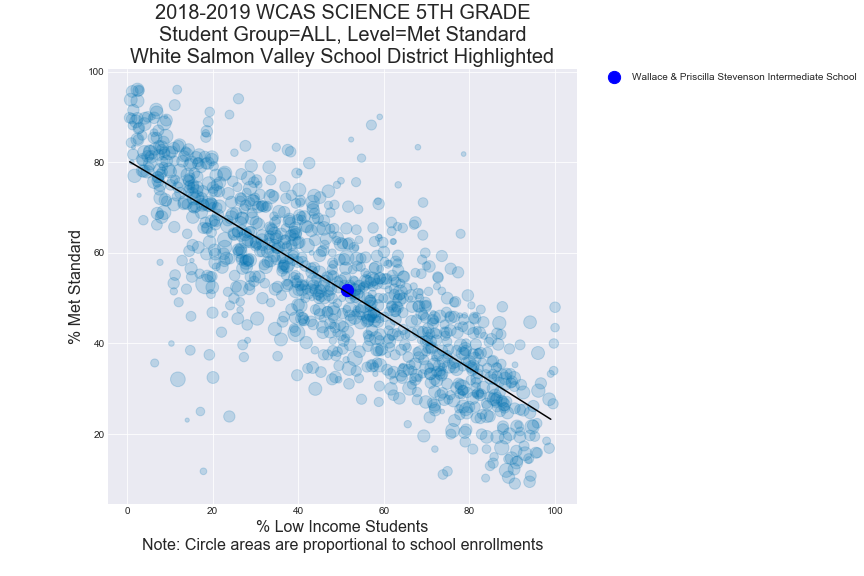 2018-2019 WCAS SCIENCE 5TH GRADE
Student Group=ALL, Level=Met Standard
White Salmon Valley School District Highlighted
Wallace & Priscilla Stevenson Intermediate School
% Met Standard
100
80
60
40
20
0 20 40 60 80 100
% Low Income Students
Note: Circle areas are proportional to school enrollments